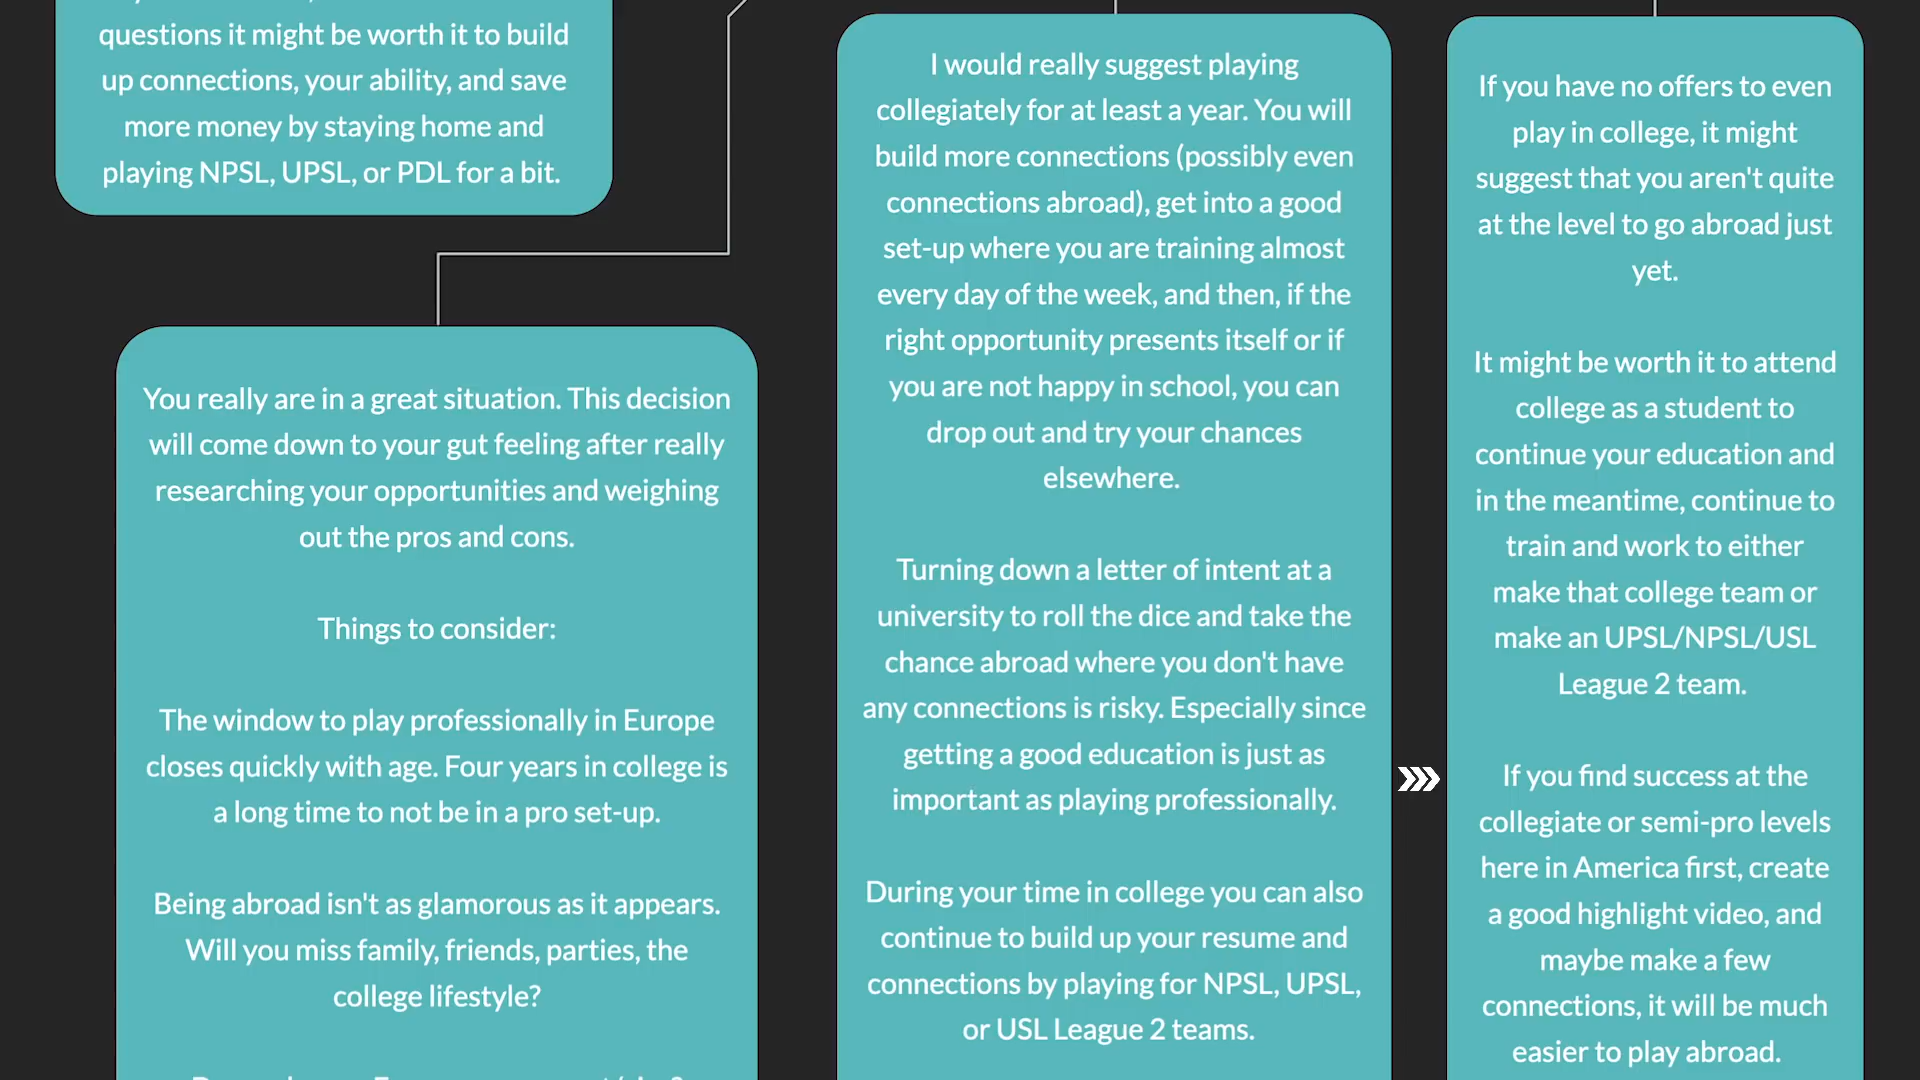 questions it might be worth it to build
up connections, your ability, and save
more money by staying home and
playing NPSL, UPSL, or PDL for a bit.
You really are in a great situation. This decision
will come down to your gut feeling after really
researching your opportunities and weighing
out the pros and cons.
Things to consider:
The window to play professionally in Europe
closes quickly with age. Four years in college is
a long time to not be in a pro set-up.
Being abroad isn't as glamorous as it appears.
Will you miss family, friends, parties, the
college lifestyle?
I would really suggest playing
collegiately for at least a year. You will
build more connections (possibly even
connections abroad), get into a good
set-up where you are training almost
every day of the week, and then, if the
right opportunity presents itself or if
you are not happy in school, you can
drop out and try your chances
elsewhere.
Turning down a letter of intent at a
university to roll the dice and take the
chance abroad where you don't have
any connections is risky. Especially since
getting a good education is just as
important as playing professionally.
During your time in college you can also
continue to build up your resume and
connections by playing for NPSL, UPSL,
or USL League 2 teams.
If you have no offers to even
play in college, it might
suggest that you aren't quite
at the level to go abroad just
yet.
It might be worth it to attend
college as a student to
continue your education and
in the meantime, continue to
train and work to either
make that college team or
make an UPSL/NPSL/USL
League 2 team.
If you find success at the
collegiate or semi-pro levels
here in America first, create
a good highlight video, and
maybe make a few
connections, it will be much
easier to play abroad.